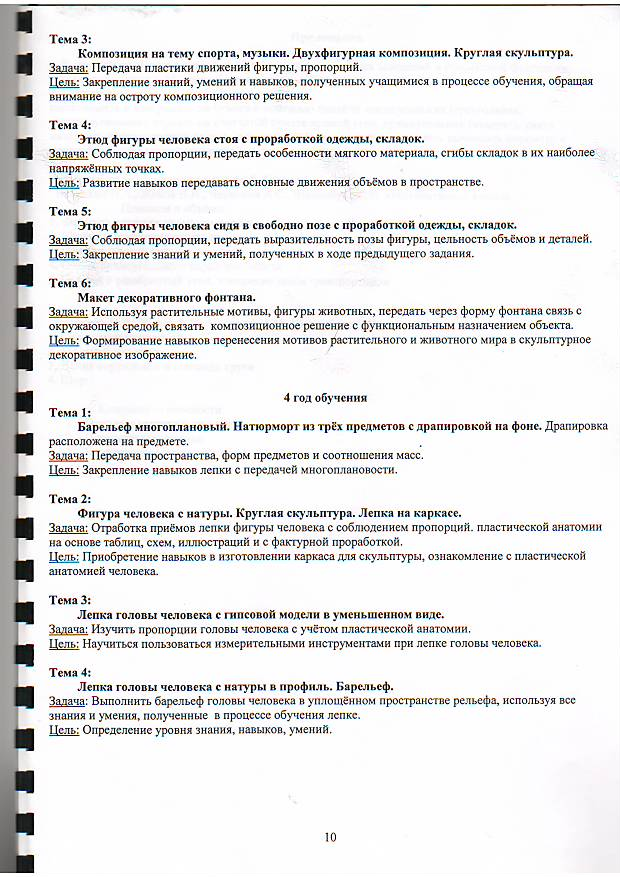 Тема 3:
Композиция на тему спорта, музыки. Двухфигурная композиция. Круглая скульптура.
Задача: Передача пластики движений фигуры, пропорций.
Цель: Закрепление знаний, умений и навыков, полученных учащимися в процессе обучения, обращая
внимание на остроту композиционного решения.
Тема 4:
Этюд фигуры человека стоя с проработкой одежды, складок.
Задача: Соблюдая пропорции, передать особенности мягкого материала, сгибы складок в их наиболее
напряжённых точках.
Цель: Развитие навыков передавать основные движения объёмов в пространстве.
Тема 5:
Этюд фигуры человека сидя в свободно позе с проработкой одежды, складок.
Задача: Соблюдая пропорции, передать выразительность позы фигуры, цельность объёмов и деталей.
Цель: Закрепление знаний и умений, полученных в ходе предыдущего задания.
Тема 6:
Макет декоративного фонтана.
Задача: Используя растительные мотивы, фигуры животных, передать через форму фонтана связь с
окружающей средой, связать композиционное решение с функциональным назначением объекта.
Цель: Формирование навыков перенесения мотивов растительного и животного мира в скульптурное
декоративное изображение.
4 год обучения
Тема 1:
Барельеф многоплановый. Натюрморт из трёх предметов с драпировкой на фоне. Драпировка
расположена на предмете.
Задача: Передача пространства, форм предметов и соотношения масс.
Цель: Закрепление навыков лепки с передачей многоплановости.
Тема 2:
Фигура человека с натуры. Круглая скульптура. Лепка на каркасе.
Задача: Отработка приёмов лепки фигуры человека с соблюдением пропорций. пластической анатомии
на основе таблиц, схем, иллюстраций и с фактурной проработкой.
Цель: Приобретение навыков в изготовлении каркаса для скульптуры, ознакомление с пластической
анатомией человека.
Тема 3:
Лепка головы человека с гипсовой модели в уменьшенном виде.
Задача: Изучить пропорции головы человека с учётом пластической анатомии.
Цель: Научиться пользоваться измерительными инструментами при лепке головы человека.
Тема 4:
Лепка головы человека с натуры в профиль. Барельеф.
Задача: Выполнить барельеф головы человека в уплощённом пространстве рельефа, используя все
знания и умения, полученные в процессе обучения лепке.
Цель: Определение уровня знания, навыков, умений.
10